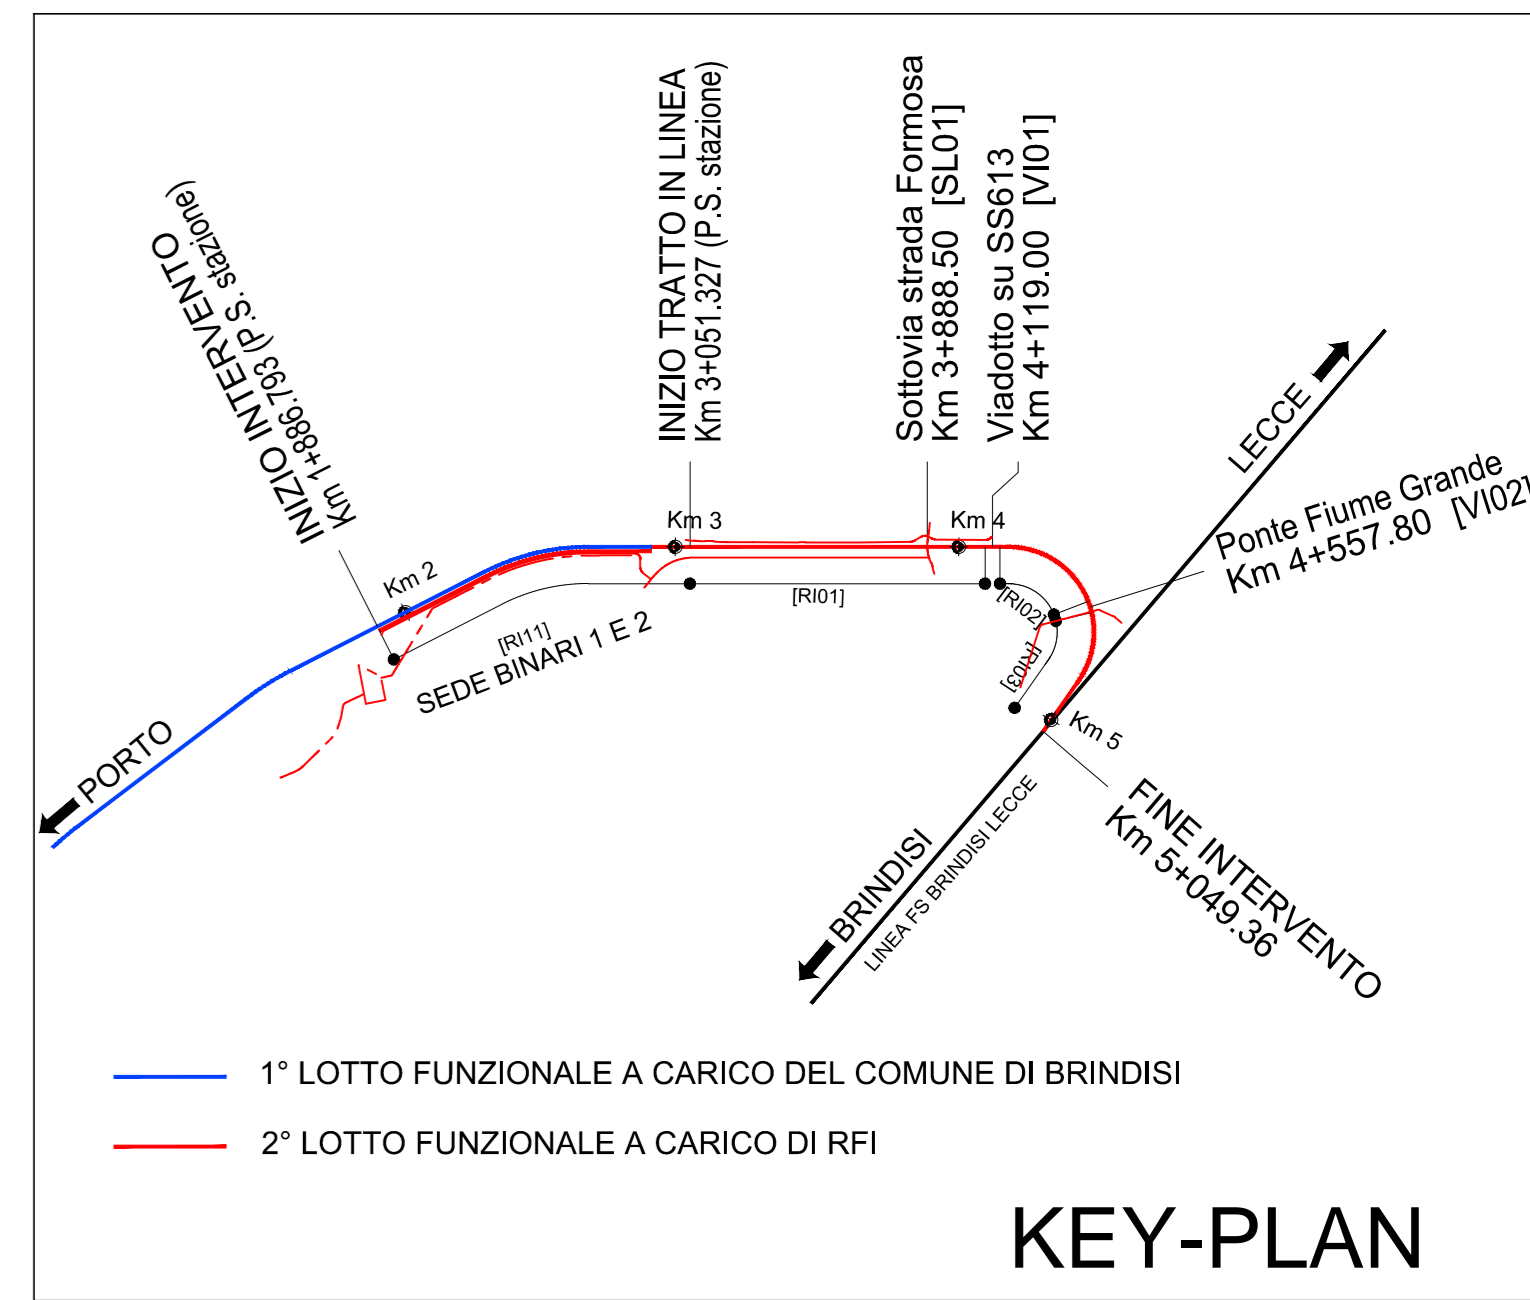 INIZIO INTERVENTO
Km 1+886.793 (P.S. stazione)
INIZIO TRATTO IN LINEA
Km 3+051.327 (P.S. stazione)
Sottovia strada Formosa
Km 3+888.50 [SL01]
Viadotto su SS613
Km 4+119.00 [VI01]
LECCE
Ponte Fiume Grande
Km 4+557.80 [VI02]
Km 2
Km 3
Km 4
[RI11]
SEDE BINARI 1 E 2
[RI01]
[RI02]
[RI03]
Km 5
PORTO
BRINDISI
LINEA FS BRINDISI LECCE
FINE INTERVENTO
Km 5+049.36
1° LOTTO FUNZIONALE A CARICO DEL COMUNE DI BRINDISI
2° LOTTO FUNZIONALE A CARICO DI RFI
KEY-PLAN